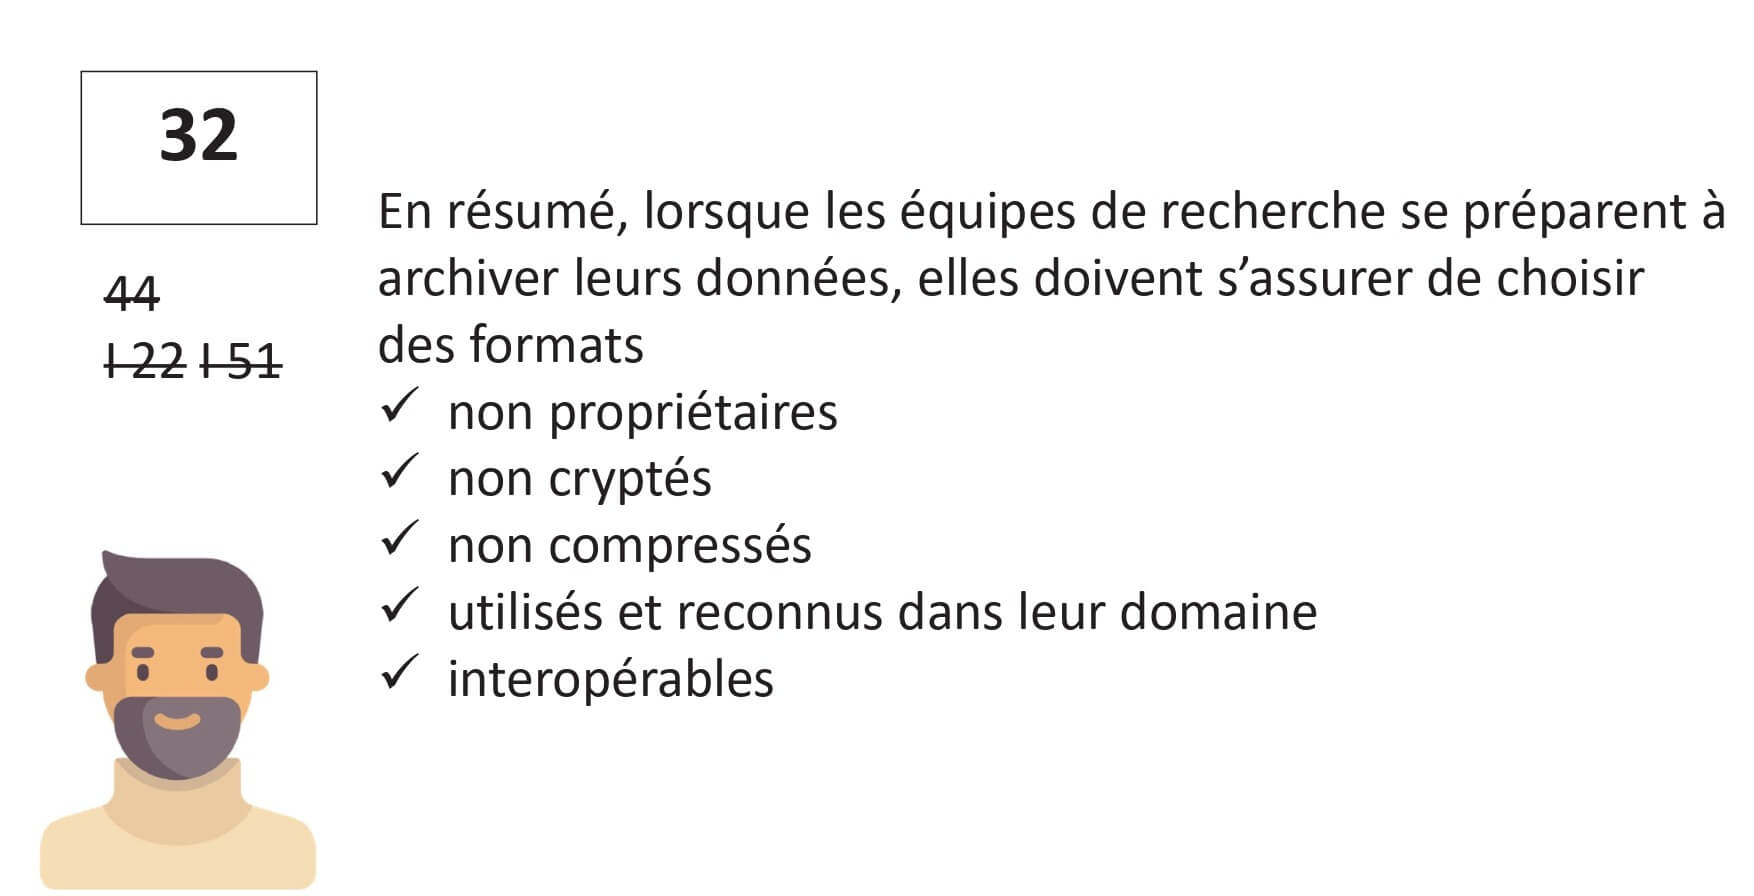 32
44
I 22 I 51
En résumé, lorsque les équipes de recherche se préparent à
archiver leurs données, elles doivent s’assurer de choisir
des formats
✓ non propriétaires
✓ non cryptés
✓ non compressés
✓ utilisés et reconnus dans leur domaine
✓ interopérables